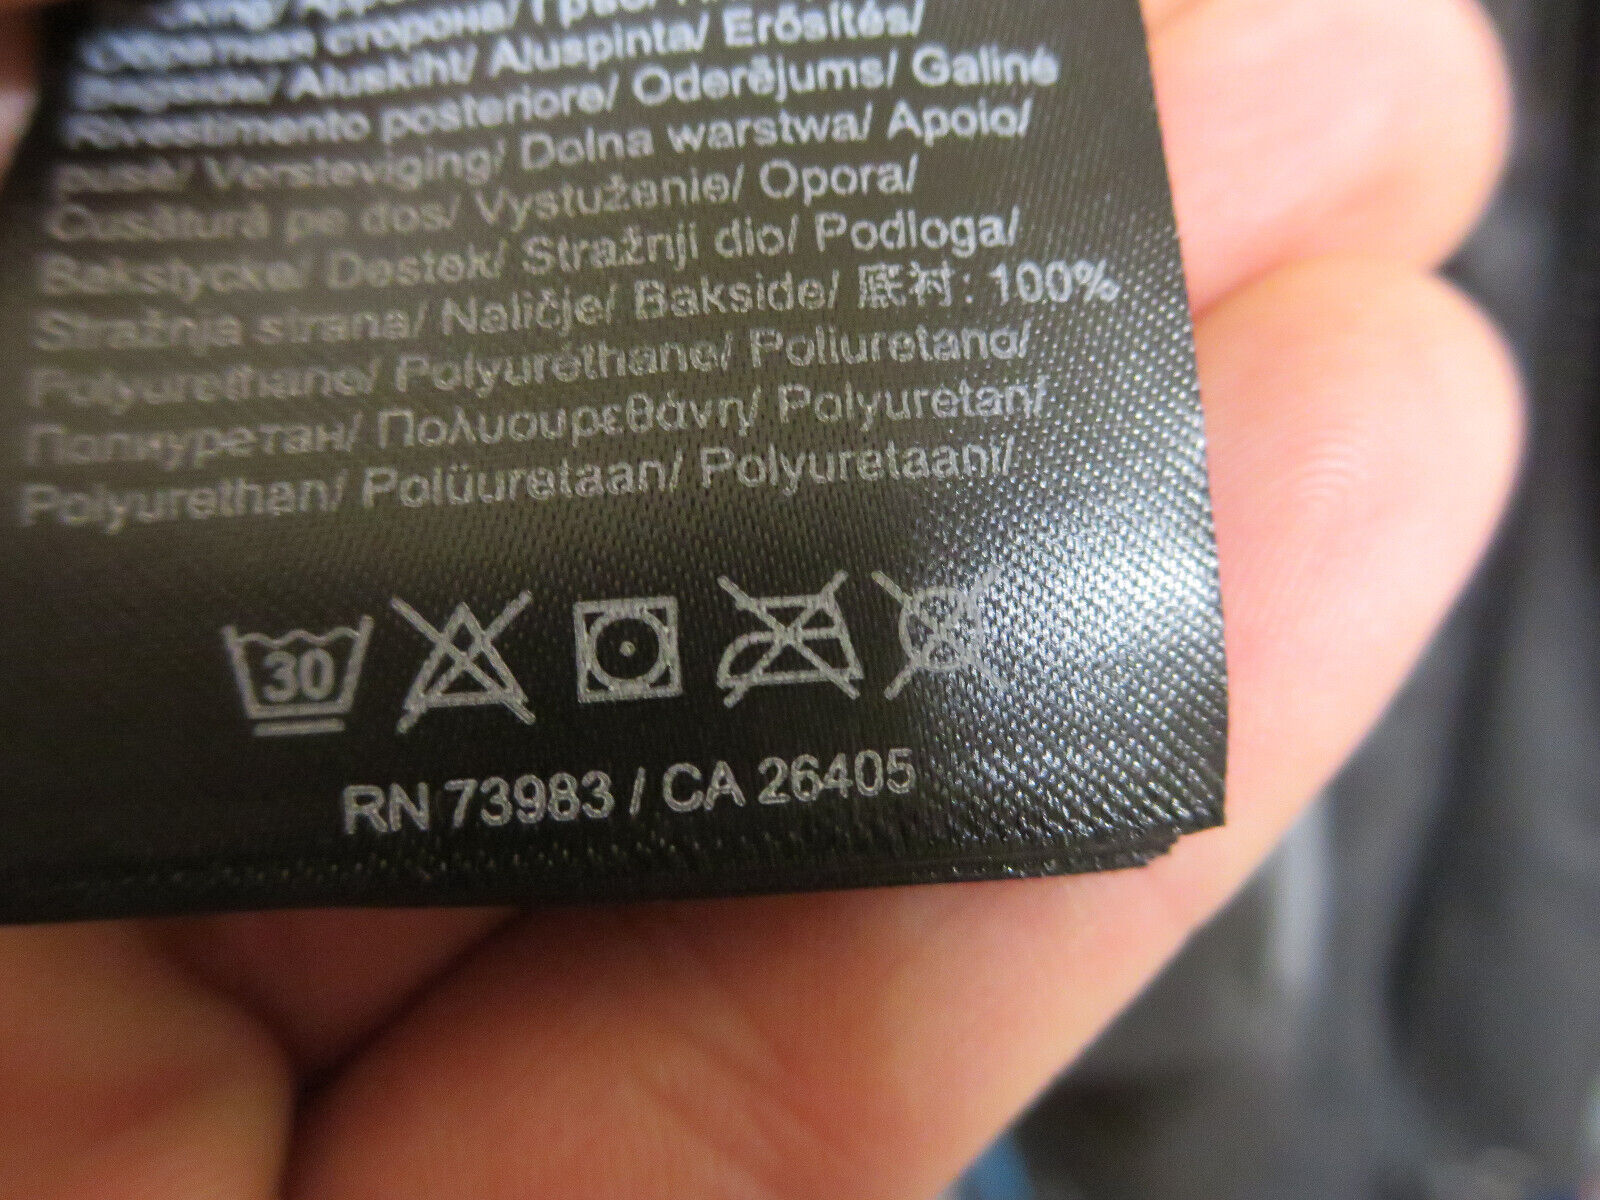 Обратная сторона/
Aluskiht/ Aluspinta/ Erősítés/
Rivestimento posteriore/ Oderējums/ Galinė
pusė/ Versteviging/ Dolna warstwa/ Apoio/
Cusătură pe dos/ Vystuženie/ Opora/
Bakstycke/ Destek/ Stražnji dio/ Podloga/
Stražnja strana/ Naličje/ Bakside/ 底衬: 100%
Polyurethane/ Polyuréthane/ Poliuretano/
Полиуретан/ Πολυουρεθάνη/ Polyuretan/
Polyurethan/ Polüuretaan/ Polyuretaani/
30
RN 73983 / CA 26405